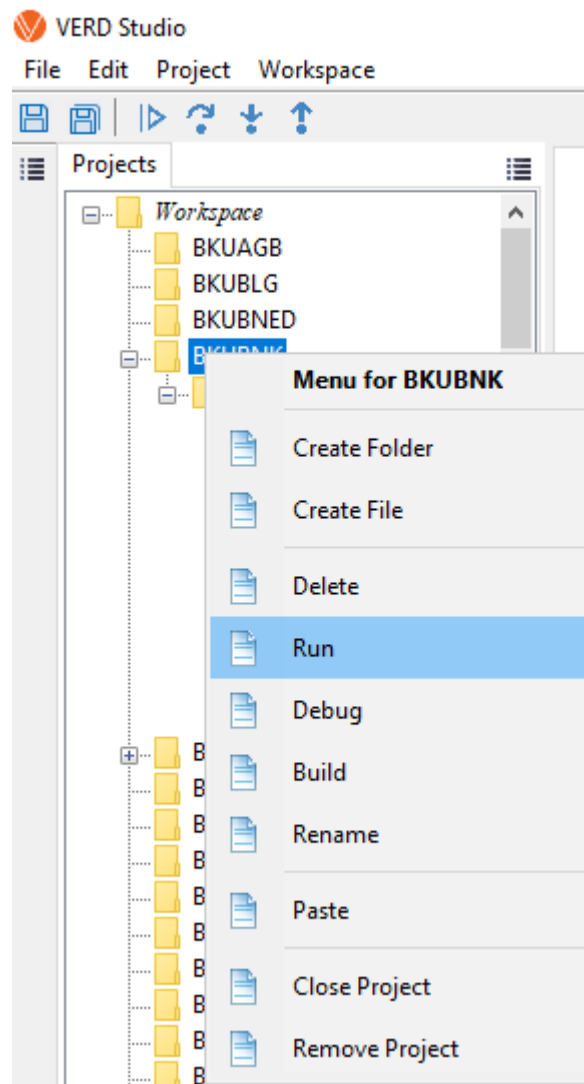 VERD Studio
File Edit Project Workspace
Projects
Workspace
BKUAGB
BKUBLG
BKUBNED
BKUBNK
Menu for BKUBNK
Create Folder
Create File
Delete
Run
Debug
Build
Rename
Paste
Close Project
Remove Project
B
B
B
B
B
B
B
B
B
B